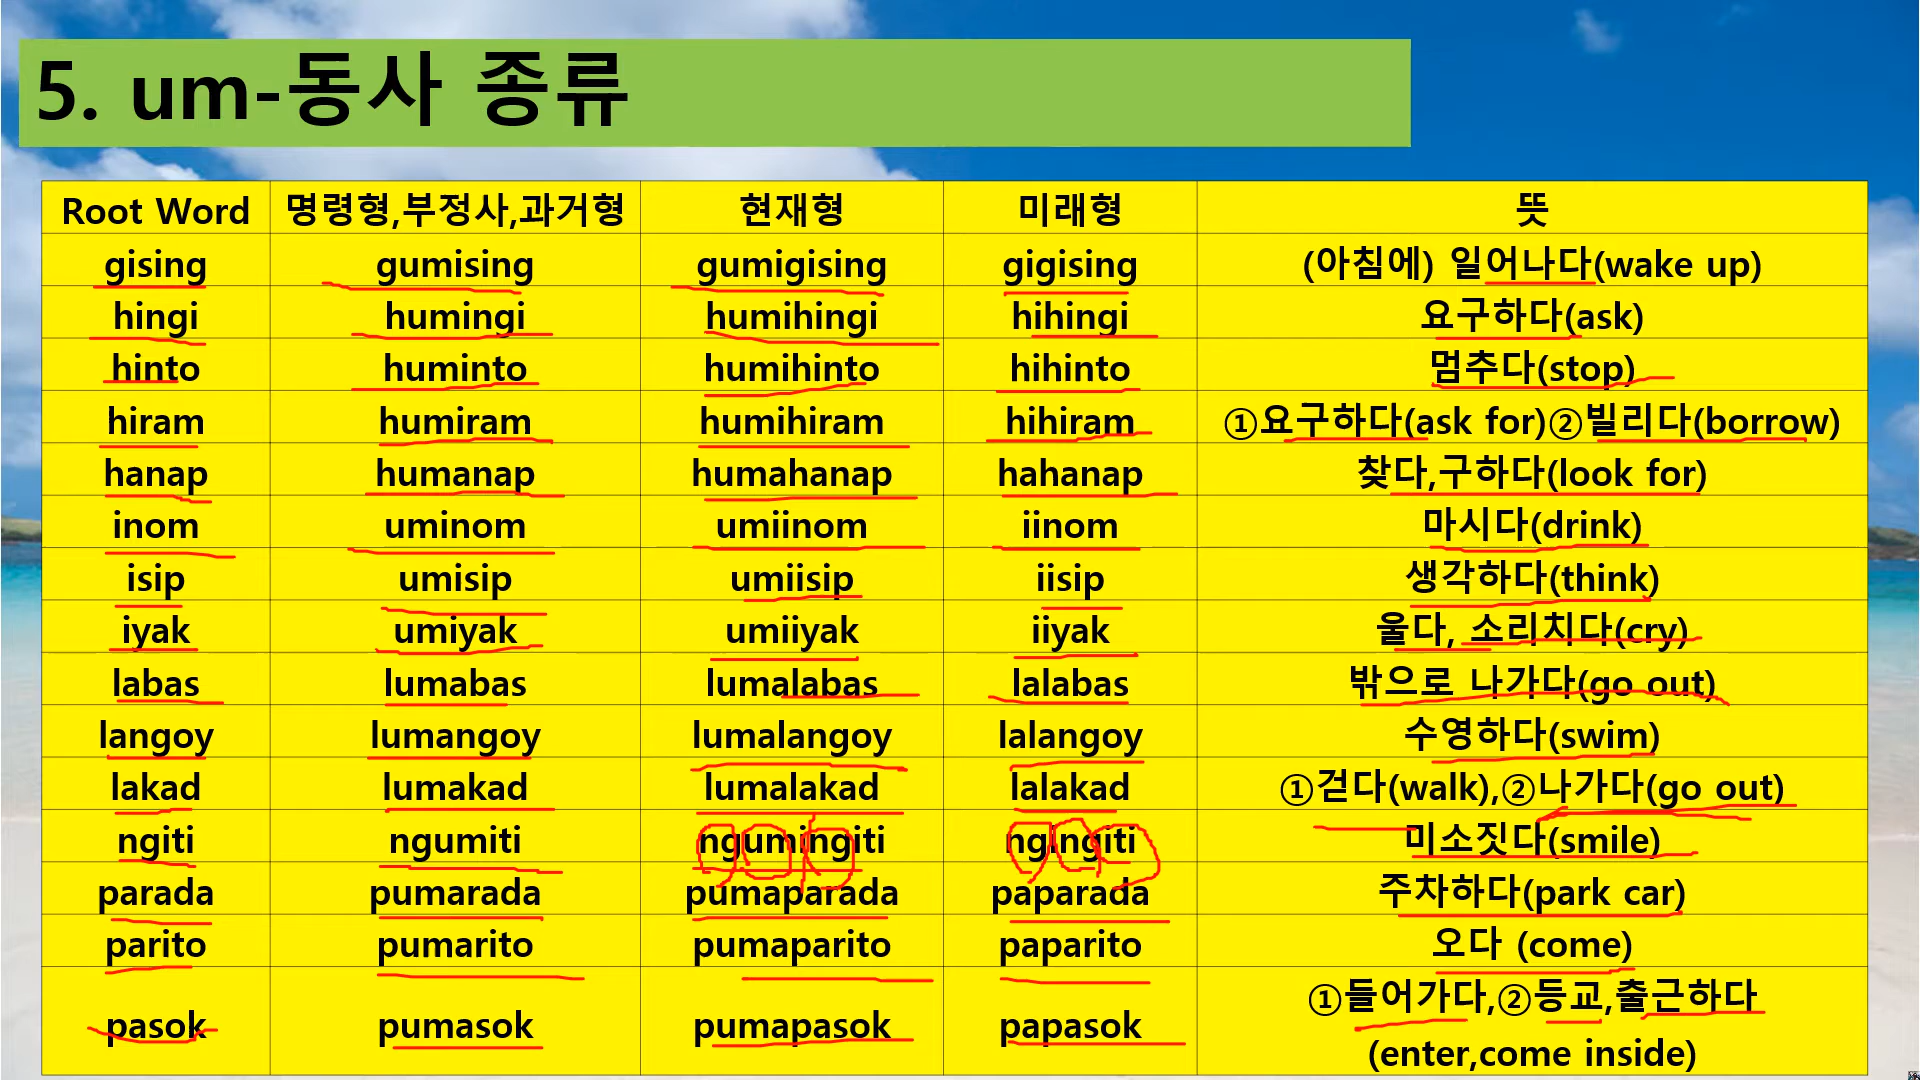 5. um-동사 종류
Root Word 명령형,부정사,과거형 현재형 미래형 뜻
gising gumising gumigising gigising (아침에) 일어나다(wake up)
hingi humingi humihingi hihingi 요구하다(ask)
hinto huminto humihinto hihinto 멈추다(stop)
hiram humiram humihiram hihiram ①요구하다(ask for)②빌리다(borrow)
hanap humanap humahanap hahanap 찾다,구하다(look for)
inom uminom umiinom iinom 마시다(drink)
isip umisip umiisip iisip 생각하다(think)
iyak umiyak umiiyak iiyak 울다, 소리치다(cry)
labas lumabas lumalabas lalabas 밖으로 나가다(go out)
langoy lumangoy lumalangoy lalangoy 수영하다(swim)
lakad lumakad lumalakad lalakad ①걷다(walk),②나가다(go out)
ngiti ngumiti ngumingiti ngingiti 미소짓다(smile)
parada pumarada pumaparada paparada 주차하다(park car)
parito pumarito pumaparito paparito 오다 (come)
pasok pumasok pumapasok papasok ①들어가다,②등교,출근하다
(enter,come inside)